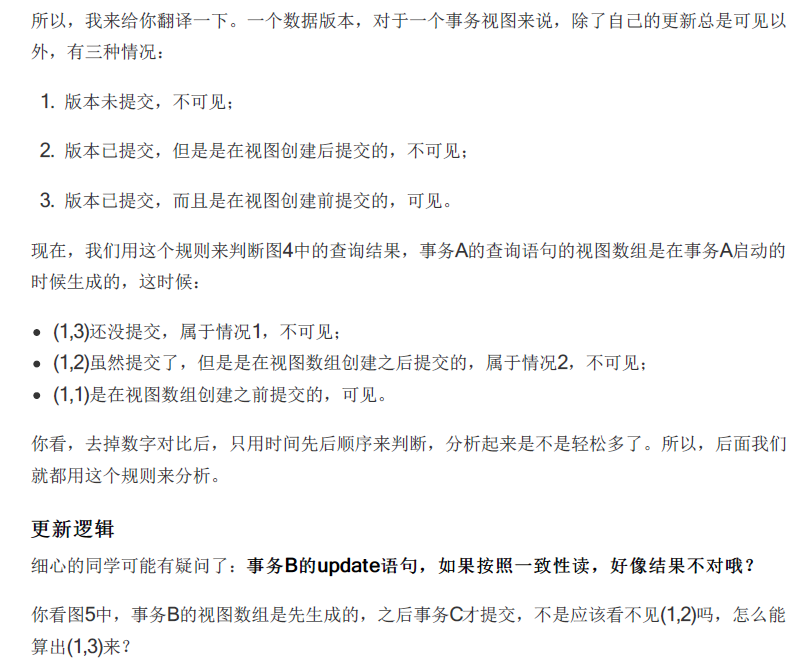 所以，我来给你翻译一下。一个数据版本，对于一个事务视图来说，除了自己的更新总是可见以
外，有三种情况：
1. 版本未提交，不可见；
2. 版本已提交，但是是在视图创建后提交的，不可见；
3. 版本已提交，而且是在视图创建前提交的，可见。
现在，我们用这个规则来判断图4中的查询结果，事务A的查询语句的视图数组是在事务A启动的
时候生成的，这时候：
• (1,3)还没提交，属于情况1，不可见；
• (1,2)虽然提交了，但是是在视图数组创建之后提交的，属于情况2，不可见；
• (1,1)是在视图数组创建之前提交的，可见。
你看，去掉数字对比后，只用时间先后顺序来判断，分析起来是不是轻松多了。所以，后面我们
就都用这个规则来分析。
更新逻辑
细心的同学可能有疑问了：事务B的update语句，如果按照一致性读，好像结果不对哦？
你看图5中，事务B的视图数组是先生成的，之后事务C才提交，不是应该看不见(1,2)吗，怎么能
算出(1,3)来？